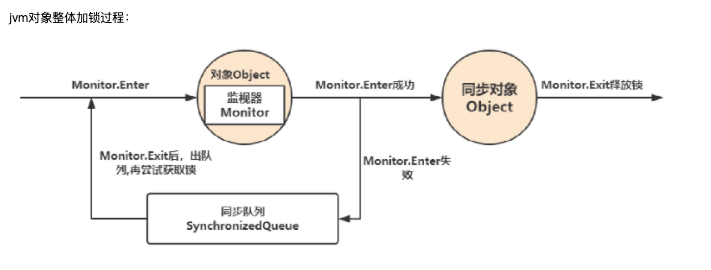 jvm对象整体加锁过程：
Monitor.Enter
对象Object
监视器
Monitor
Monitor.Enter成功
同步对象
Object
Monitor.Exit释放锁
Monitor.Exit后，出队
列,再尝试获取锁
Monitor.Enter失
败
同步队列
SynchronizedQueue